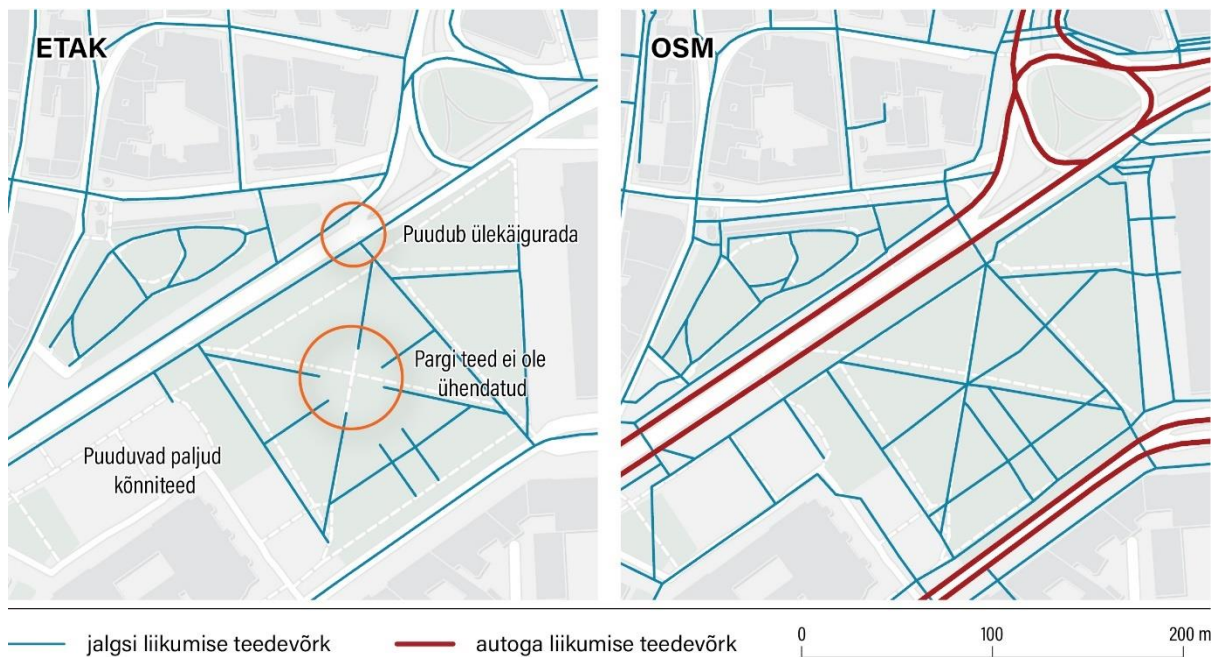 ETAK
OSM
Puudub ülekäigurada
Pargi teed ei ole
ühendatud
Puuduvad paljud
kõnniteed
jalgsi liikumise teedevõrk
autoga liikumise teedevõrk
0 100 200 m